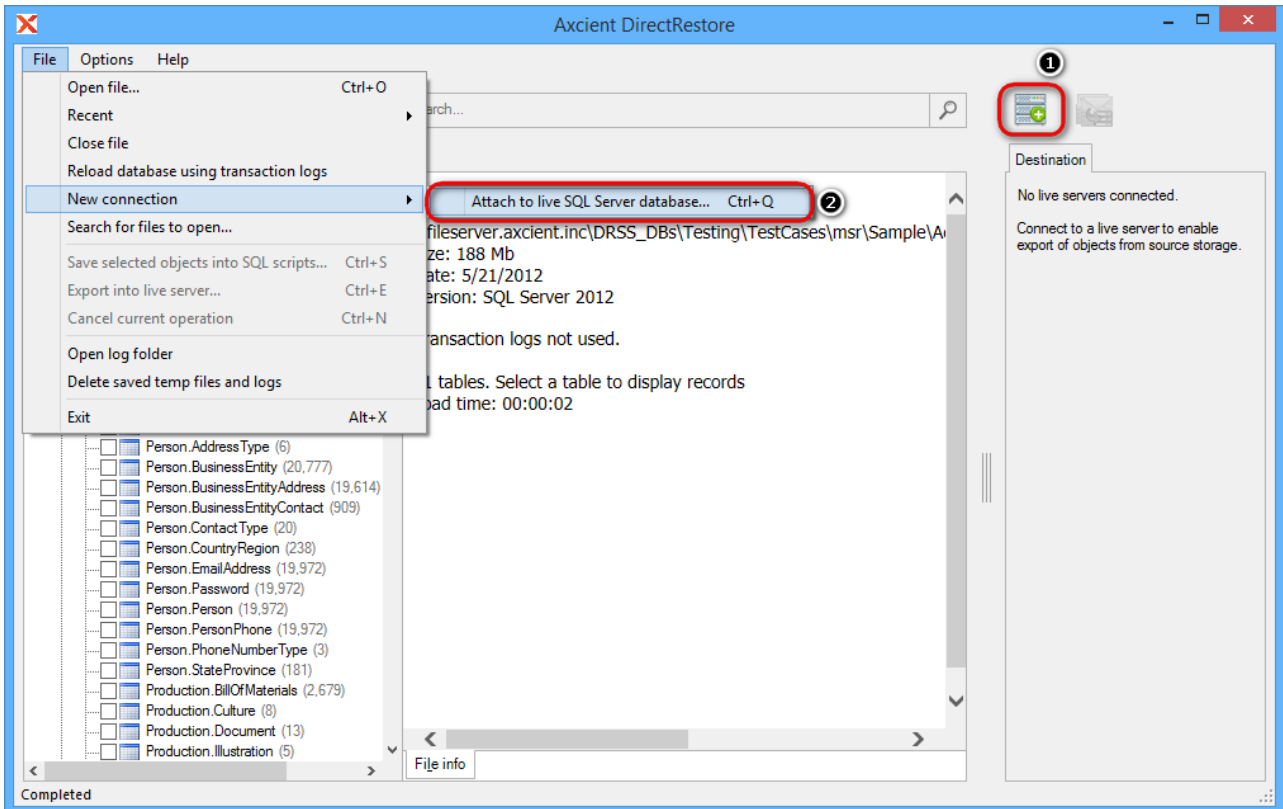 Axcient DirectRestore
File Options Help
❶
Open file... Ctrl+O
Recent
Close file
Reload database using transaction logs
New connection
Search for files to open...
Save selected objects into SQL scripts... Ctrl+S
Export into live server... Ctrl+E
Cancel current operation Ctrl+N
Open log folder
Delete saved temp files and logs
Exit Alt+X
Attach to live SQL Server database... Ctrl+Q ❷
arch...
fileserver.axcient.inc\DRSS_DBs\Testing\TestCases\msr\Sample\A
ze: 188 Mb
ate: 5/21/2012
ersion: SQL Server 2012
ransaction logs not used.
1 tables. Select a table to display records
oad time: 00:00:02
Person.AddressType (6)
Person.BusinessEntity (20,777)
Person.BusinessEntityAddress (19,614)
Person.BusinessEntityContact (909)
Person.ContactType (20)
Person.CountryRegion (238)
Person.EmailAddress (19,972)
Person.Password (19,972)
Person.Person (19,972)
Person.PersonPhone (19,972)
Person.PhoneNumberType (3)
Person.StateProvince (181)
Production.BillOfMaterials (2,679)
Production.Culture (8)
Production.Document (13)
Production.Illustration (5)
File info
Destination
No live servers connected.
Connect to a live server to enable
export of objects from source storage.
Completed